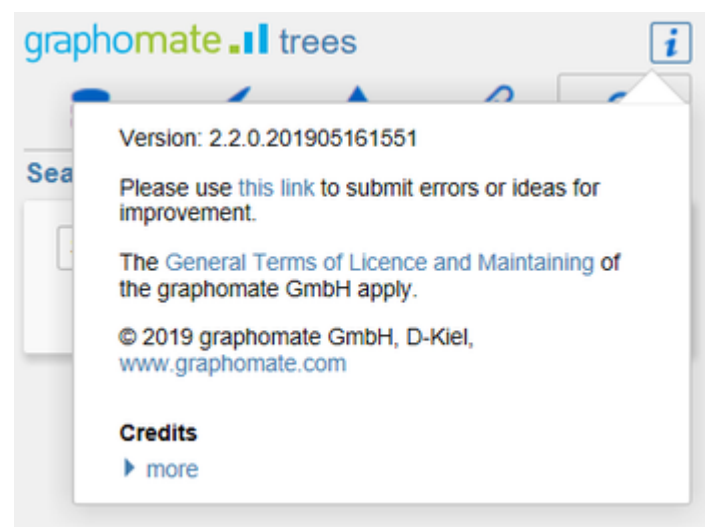 graphomate trees
i
Version: 2.2.0.201905161551
Sea
Please use this link to submit errors or ideas for
improvement.
The General Terms of Licence and Maintaining of
the graphomate GmbH apply.
© 2019 graphomate GmbH, D-Kiel,
www.graphomate.com
Credits
more